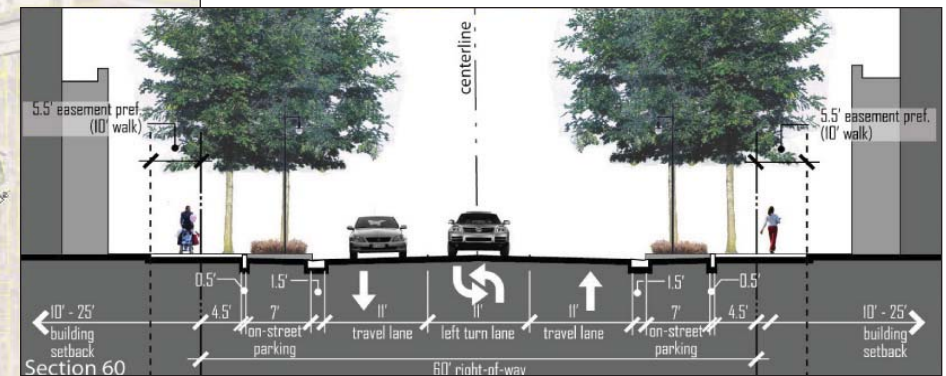 centerline
5.5' easement pref.
(10' walk)
5.5' easement pref.
(10' walk)
0.5'
1.5'
1.5'
0.5'
10' - 25'
building
setback
4.5'
7'
on-street
parking
11'
travel lane
11'
left turn lane
11'
travel lane
7'
on-street
parking
4.5'
10' - 25'
building
setback
Section 60
60' right-of-way